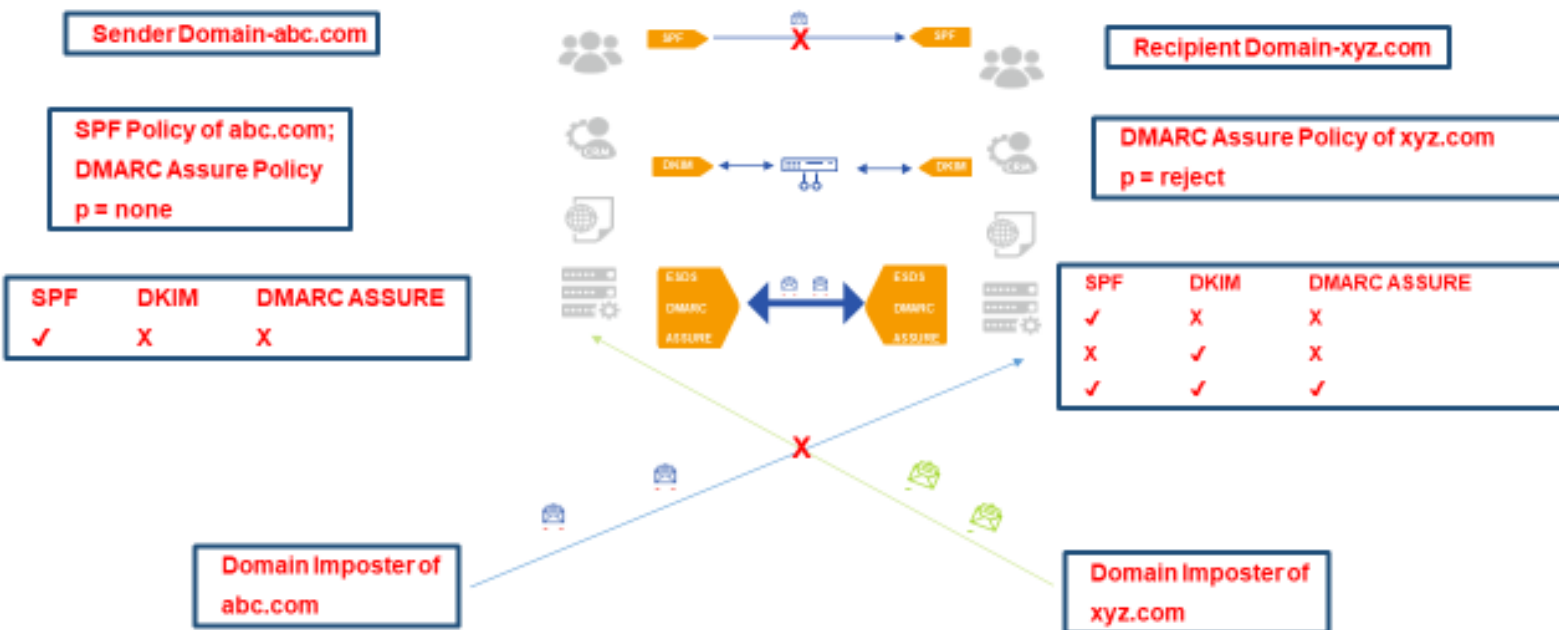 Sender Domain-abc.com
SPF
X
SPF
Recipient Domain-xyz.com
SPF Policy of abc.com;
DMARC Assure Policy
p = none
CRM
DKIM
DKIM
CRM
DMARC Assure Policy of xyz.com
p = reject
SPF DKIM DMARC ASSURE
✓ X X
ESDS
DMARC
ASSURE
ESDS
DMARC
ASSURE
SPF DKIM DMARC ASSURE
✓ X X
X ✓ X
✓ ✓ ✓
X
Domain Imposter of
abc.com
Domain Imposter of
xyz.com